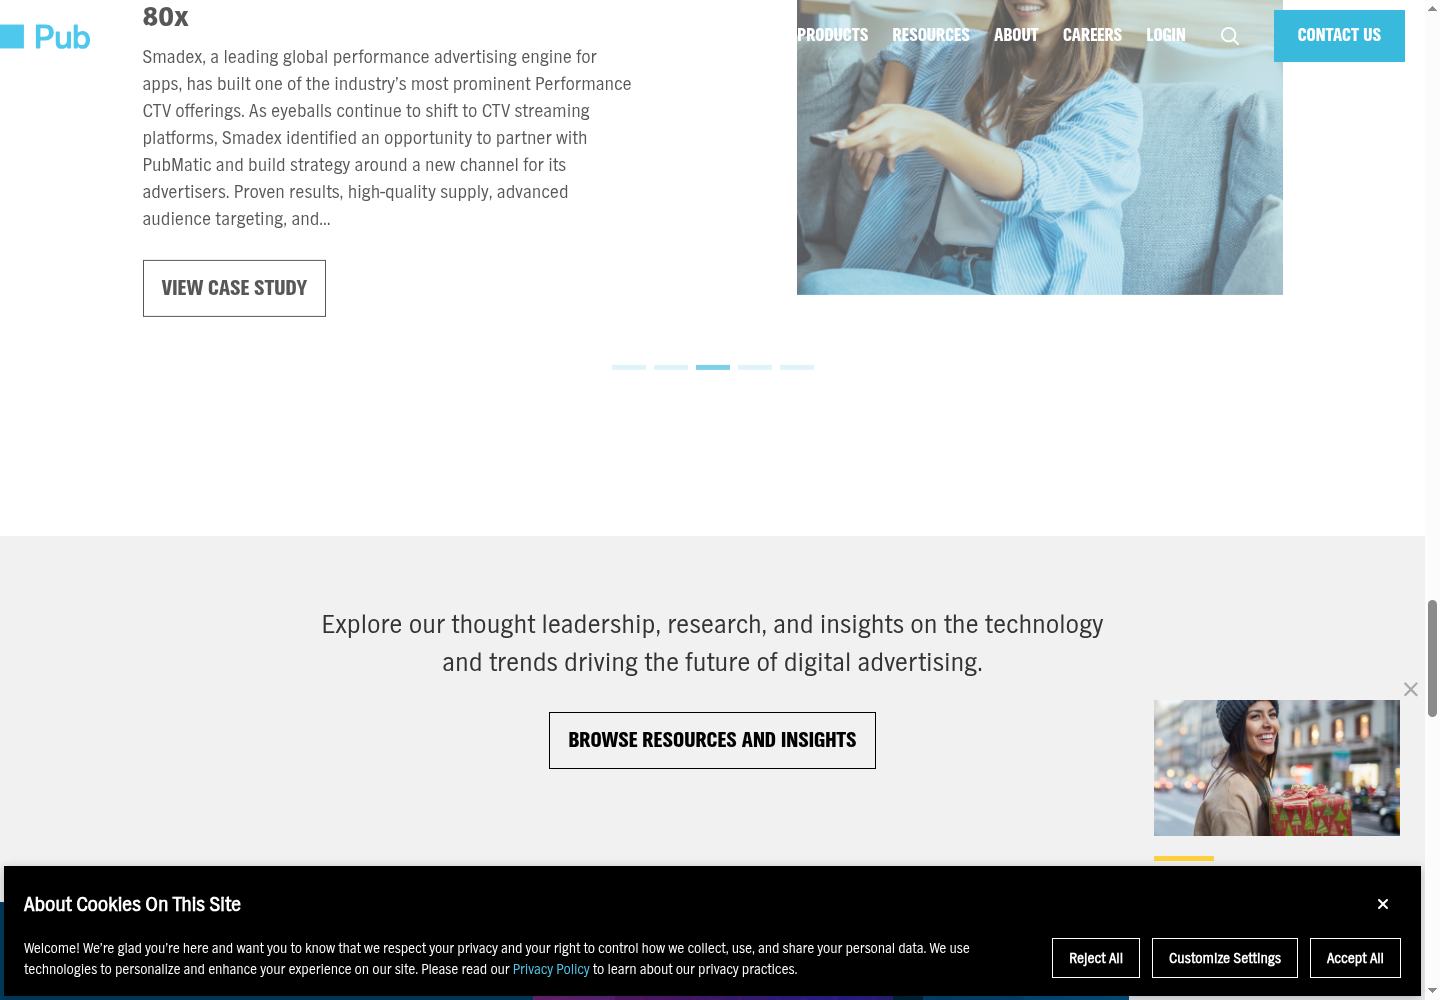 80x
Pub
PRODUCTS
RESOURCES
ABOUT
CAREERS
LOGIN
CONTACT US
Smadex, a leading global performance advertising engine for
apps, has built one of the industry's most prominent Performance
CTV offerings. As eyeballs continue to shift to CTV streaming
platforms, Smadex identified an opportunity to partner with
PubMatic and build strategy around a new channel for its
advertisers. Proven results, high-quality supply, advanced
audience targeting, and...
VIEW CASE STUDY
Explore our thought leadership, research, and insights on the technology
and trends driving the future of digital advertising.
BROWSE RESOURCES AND INSIGHTS
About Cookies On This Site
Welcome! We're glad you're here and want you to know that we respect your privacy and your right to control how we collect, use, and share your personal data. We use
technologies to personalize and enhance your experience on our site. Please read our Privacy Policy to learn about our privacy practices.
Reject All
Customize Settings
Accept All